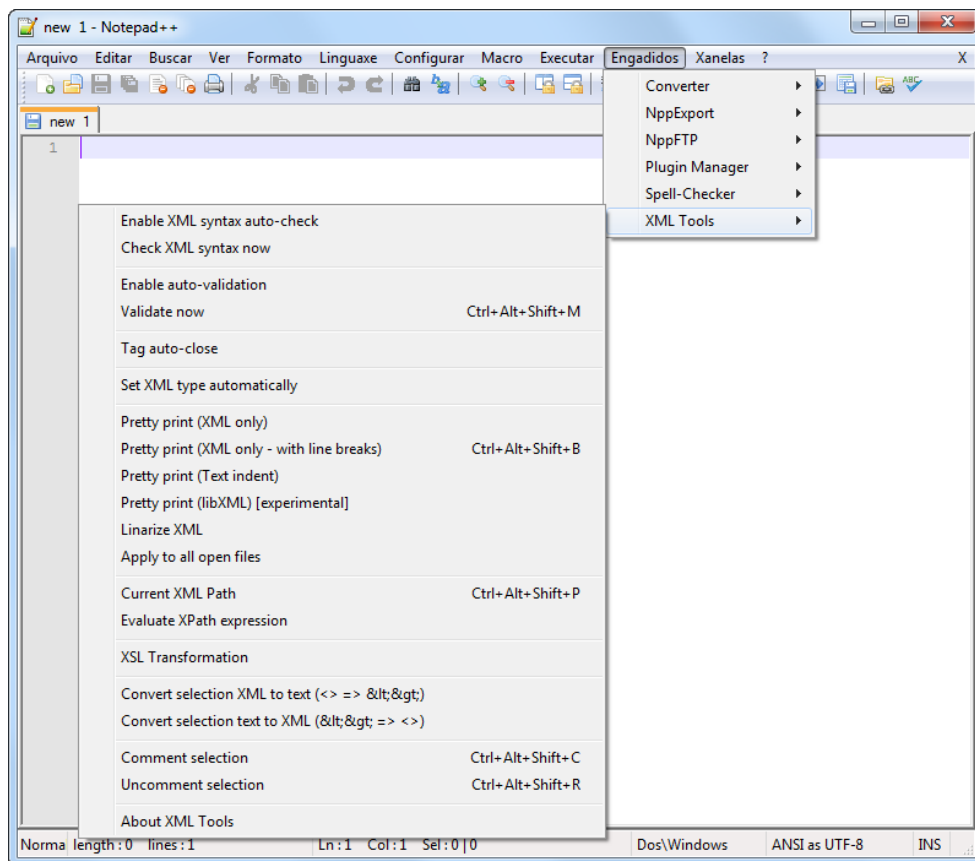 new 1 - Notepad++
Arquivo Editar Buscar Ver Formato Linguaxe Configurar Macro Executar Engadidos Xanelas ? X
ABC
new 1
1
Converter
NppExport
NppFTP
Plugin Manager
Spell-Checker
XML Tools
Enable XML syntax auto-check
Check XML syntax now
Enable auto-validation
Validate now Ctrl+Alt+Shift+M
Tag auto-close
Set XML type automatically
Pretty print (XML only)
Pretty print (XML only - with line breaks) Ctrl+Alt+Shift+B
Pretty print (Text indent)
Pretty print (libXML) [experimental]
Linarize XML
Apply to all open files
Current XML Path Ctrl+Alt+Shift+P
Evaluate XPath expression
XSL Transformation
Convert selection XML to text (<> => &lt;&gt;)
Convert selection text to XML (&lt;&gt; => <>)
Comment selection Ctrl+Alt+Shift+C
Uncomment selection Ctrl+Alt+Shift+R
About XML Tools
Norma length : 0 lines : 1 Ln : 1 Col : 1 Sel : 0 | 0 Dos\Windows ANSI as UTF-8 INS